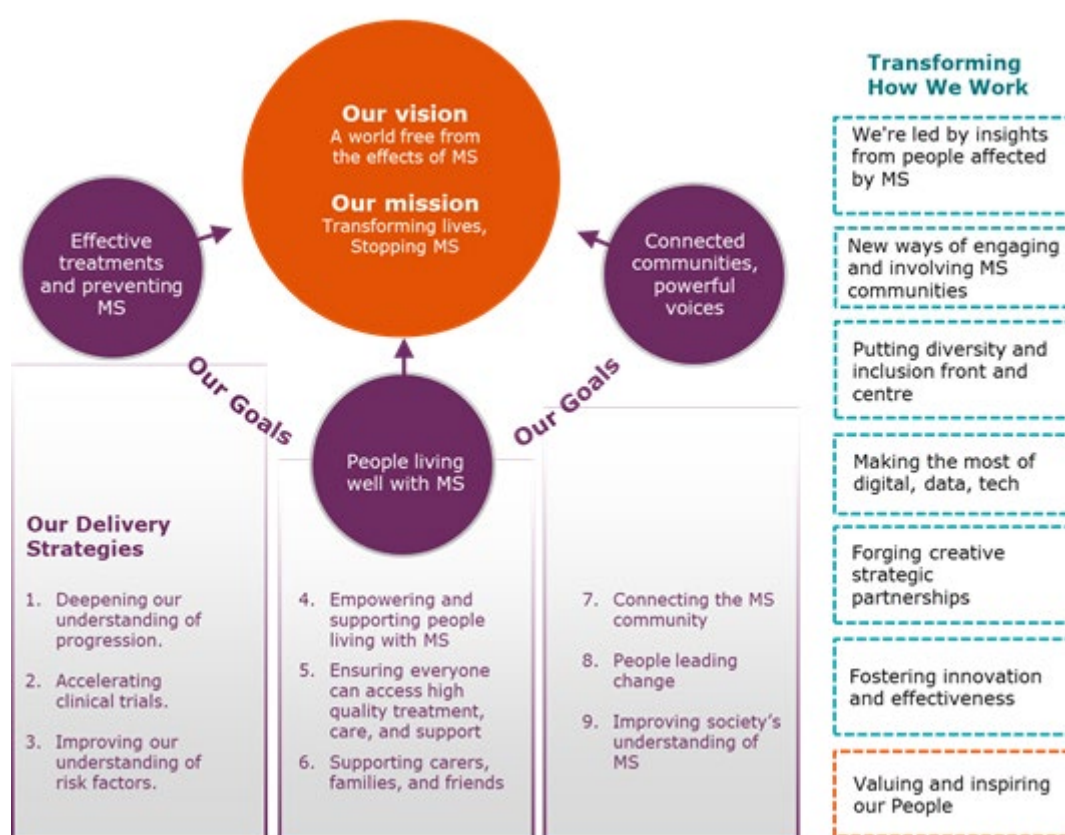 Our vision
A world free from
the effects of MS
Our mission
Transforming lives,
Stopping MS
Effective
treatments
and preventing
MS
Connected
communities,
powerful
voices
Our Goals
Our Goals
People living
well with MS
Our Delivery
Strategies
1. Deepening our
understanding of
progression.
2. Accelerating
clinical trials.
3. Improving our
understanding of
risk factors.
4. Empowering and
supporting people
living with MS
5. Ensuring everyone
can access high
quality treatment,
care, and support
6. Supporting carers,
families, and friends
7. Connecting the MS
community
8. People leading
change
9. Improving society’s
understanding of
MS
Transforming
How We Work
We're led by insights
from people affected
by MS
New ways of engaging
and involving MS
communities
Putting diversity and
inclusion front and
centre
Making the most of
digital, data, tech
Forging creative
strategic
partnerships
Fostering innovation
and effectiveness
Valuing and inspiring
our People